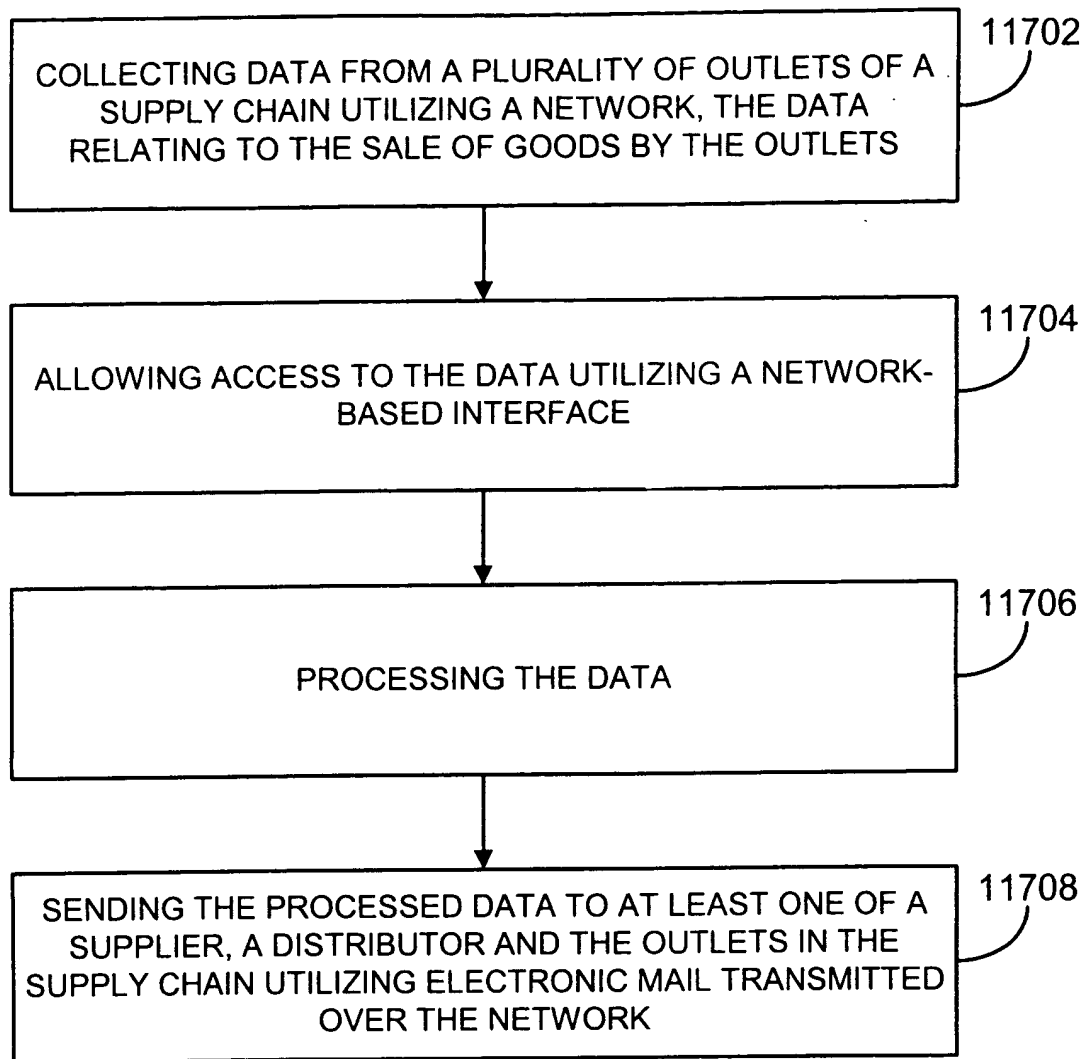 11702
COLLECTING DATA FROM A PLURALITY OF OUTLETS OF A
SUPPLY CHAIN UTILIZING A NETWORK, THE DATA
RELATING TO THE SALE OF GOODS BY THE OUTLETS
11704
ALLOWING ACCESS TO THE DATA UTILIZING A NETWORK-
BASED INTERFACE
11706
PROCESSING THE DATA
11708
SENDING THE PROCESSED DATA TO AT LEAST ONE OF A
SUPPLIER, A DISTRIBUTOR AND THE OUTLETS IN THE
SUPPLY CHAIN UTILIZING ELECTRONIC MAIL TRANSMITTED
OVER THE NETWORK